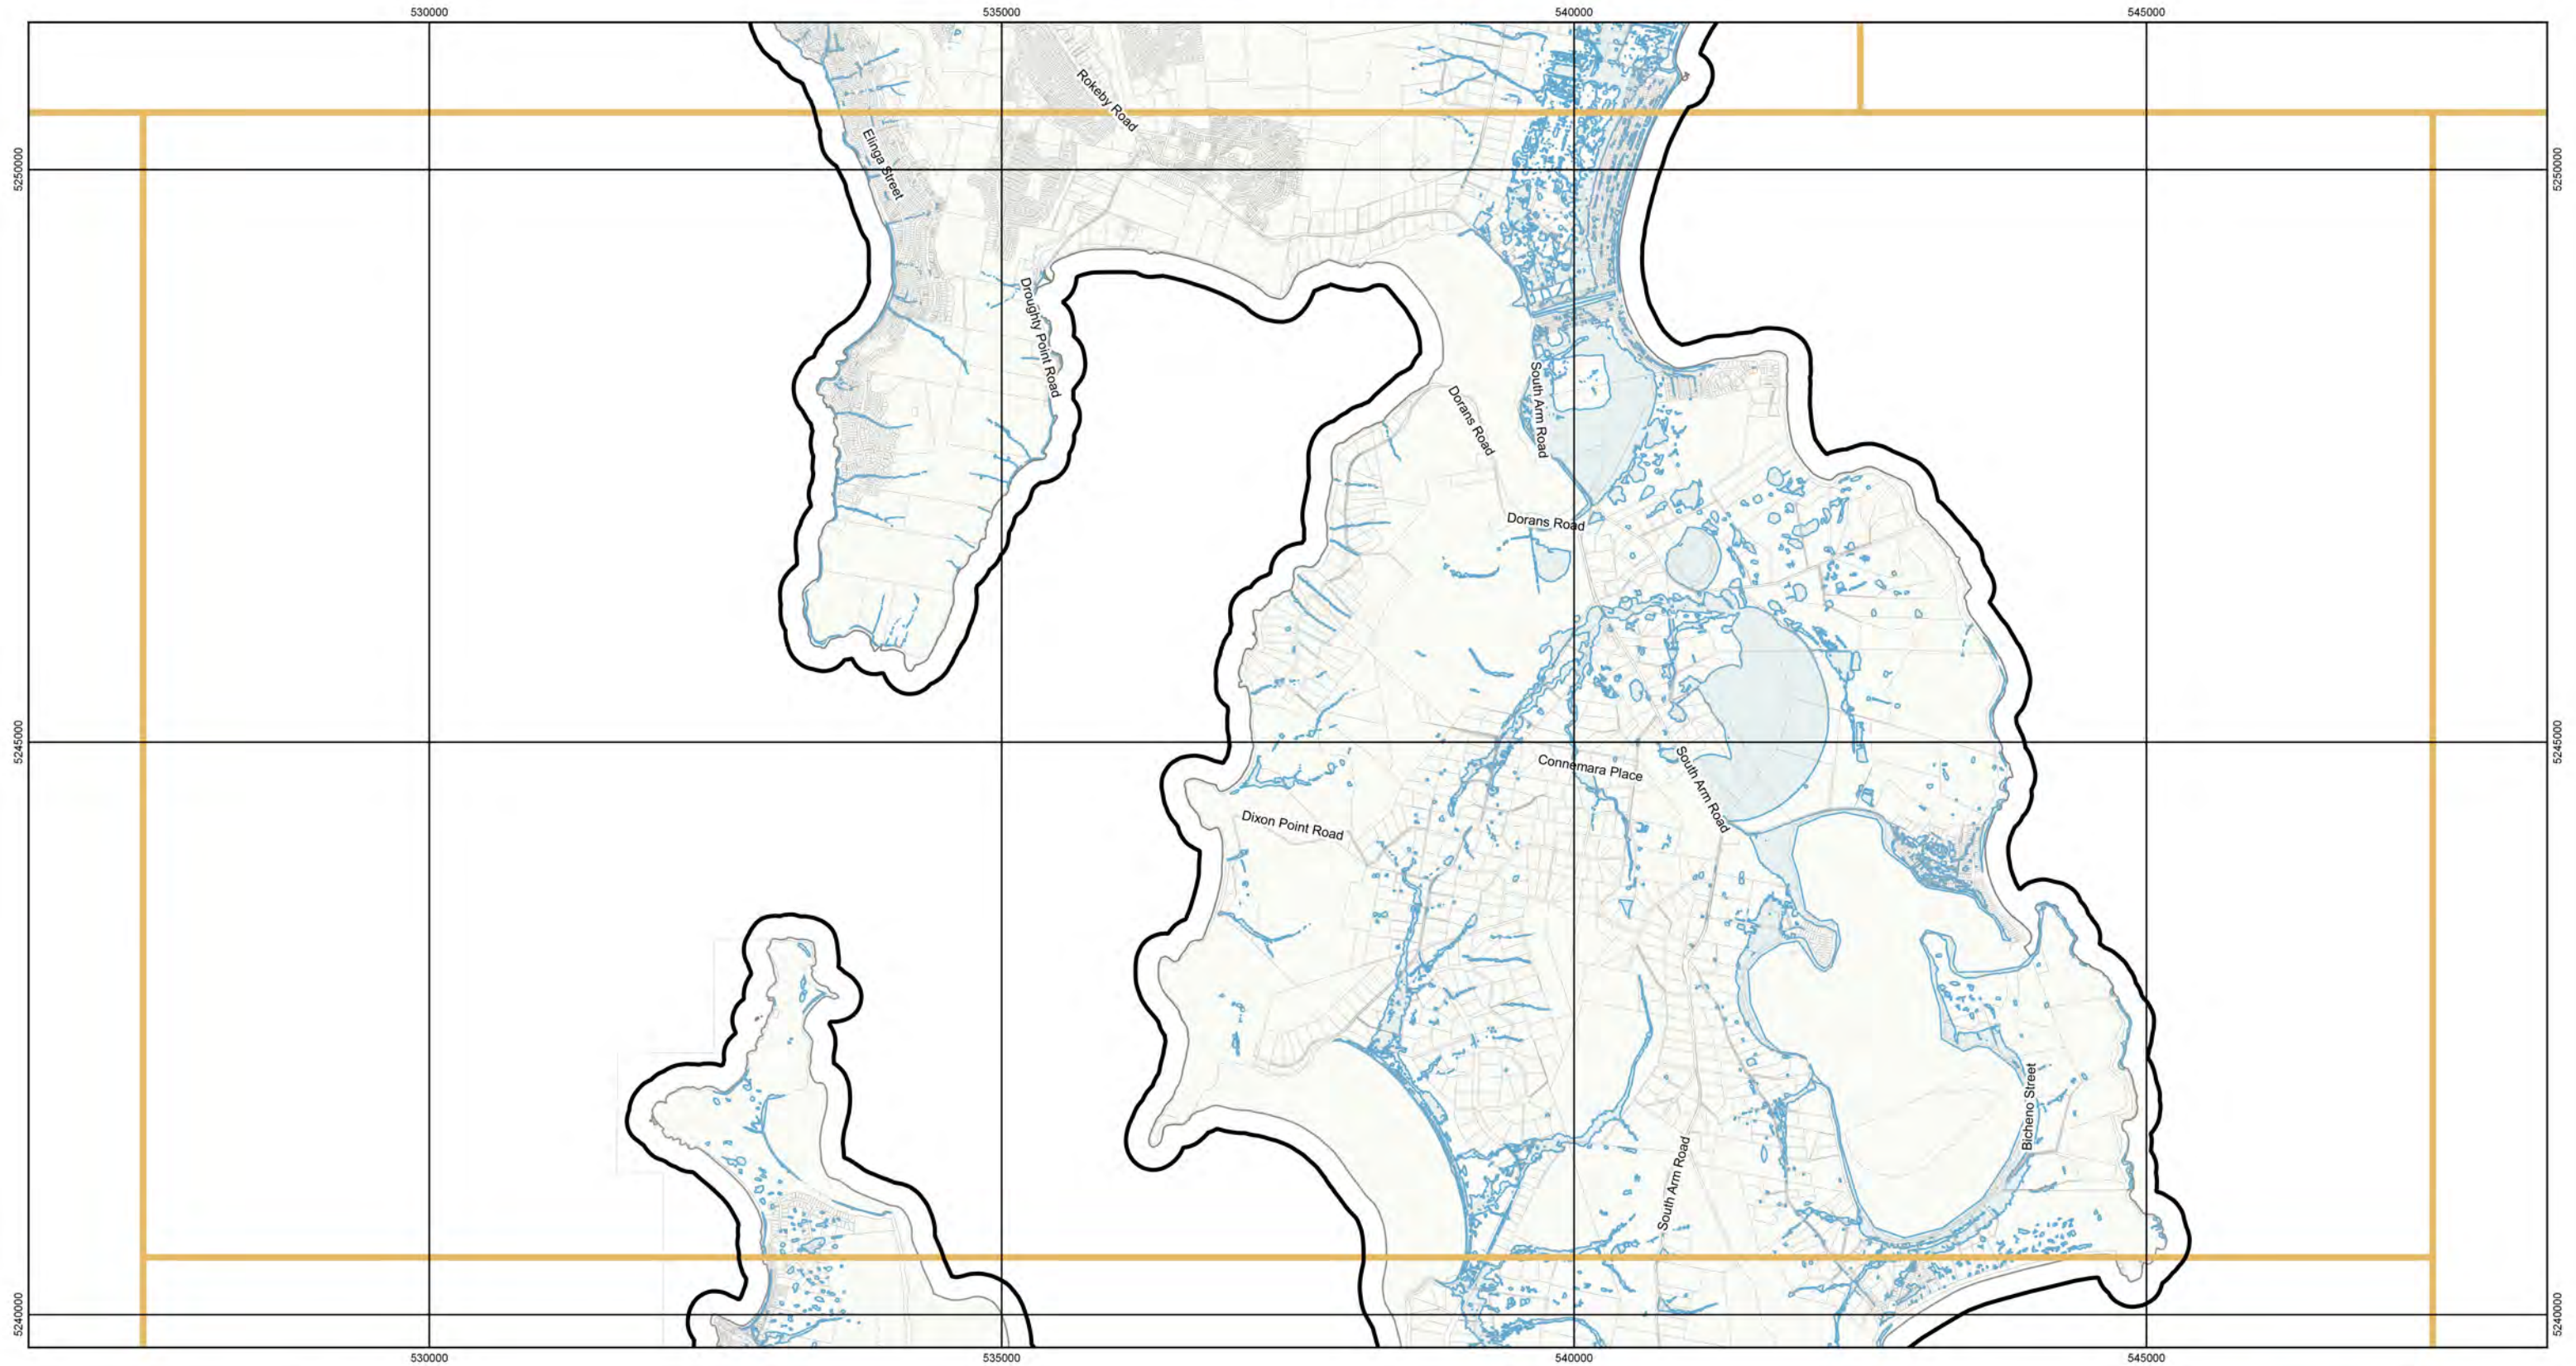 530000
535000
540000
545000
Rokeby Road
Elinga Street
5250000
5250000
Droughty Point Road
South Arm Road
Dorans Road
Dorans Road
5245000
5245000
Connemara Place
South Arm Road
Dixon Point Road
Bicheno Street
South Arm Road
5240000
5240000
530000
535000
540000
545000